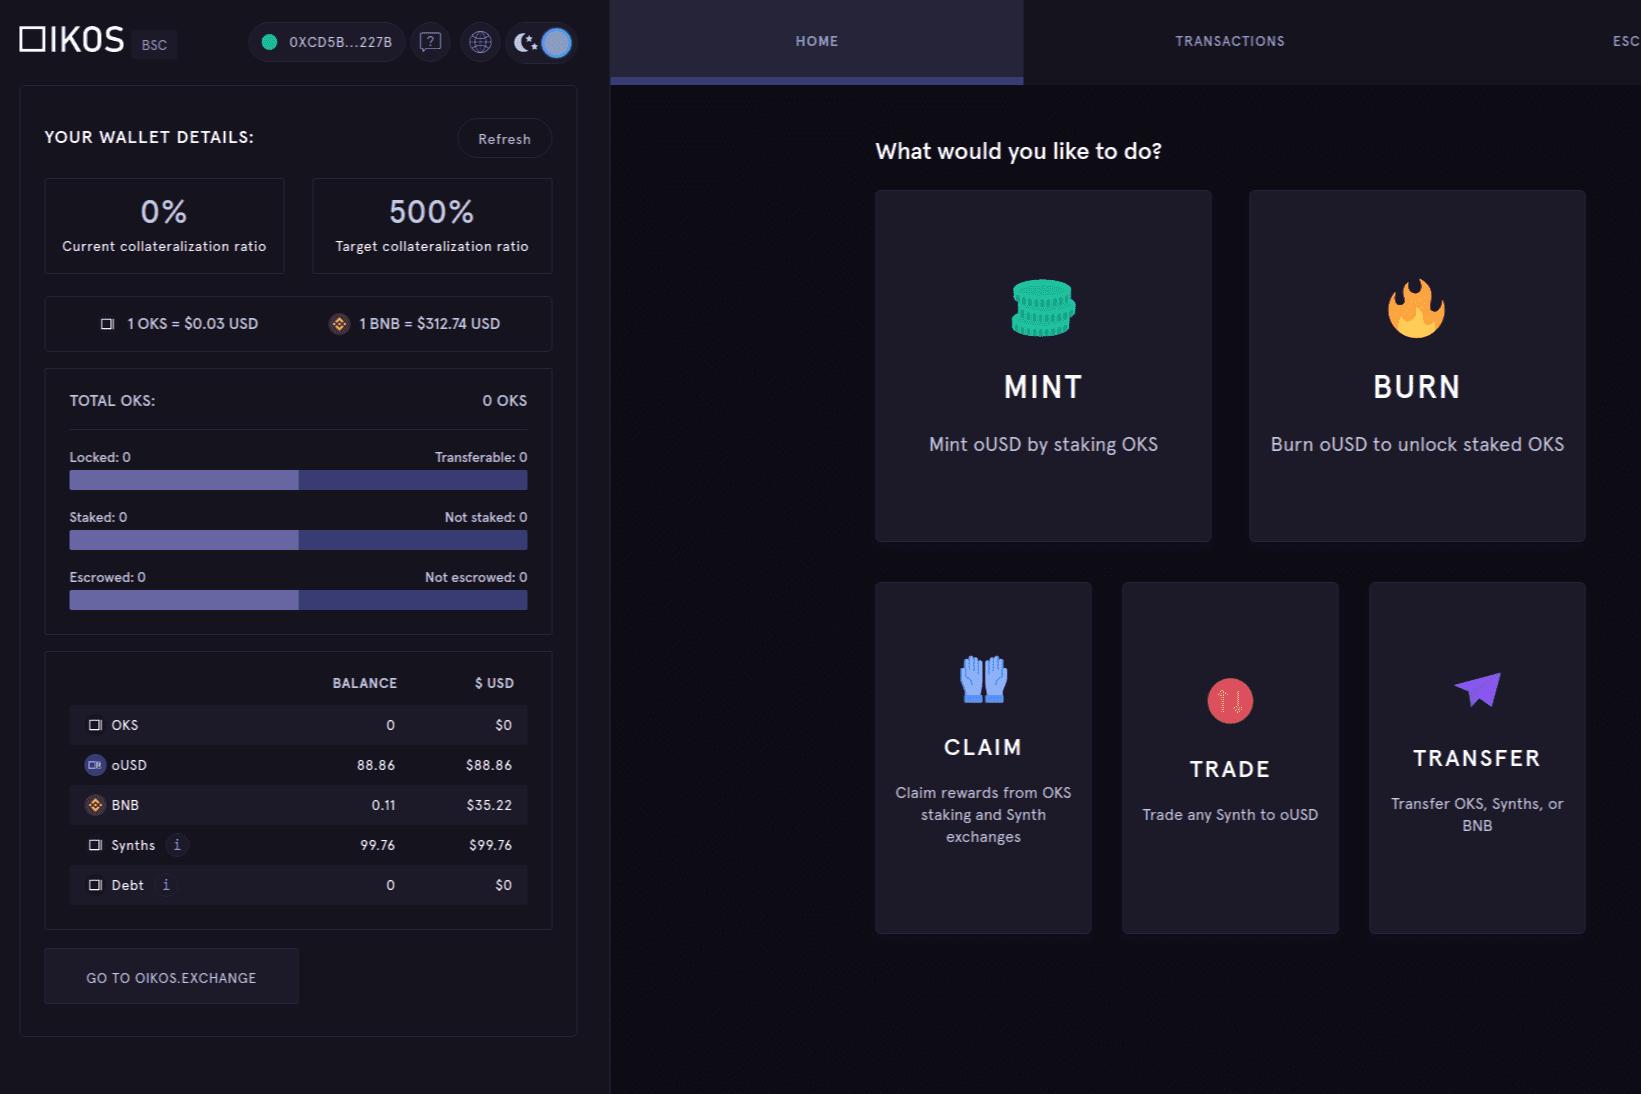 OIKOS BSC 0XCD5B...227B ?
YOUR WALLET DETAILS: Refresh
0%
Current collateralization ratio
500%
Target collateralization ratio
1 OKS = $0.03 USD 1 BNB = $312.74 USD
TOTAL OKS: 0 OKS
Locked: 0 Transferable: 0
Staked: 0 Not staked: 0
Escrowed: 0 Not escrowed: 0
BALANCE $ USD
OKS 0 $0
oUSD 88.86 $88.86
BNB 0.11 $35.22
Synths i 99.76 $99.76
Debt i 0 $0
GO TO OIKOS.EXCHANGE
HOME TRANSACTIONS ESC
What would you like to do?
MINT
Mint oUSD by staking OKS
BURN
Burn oUSD to unlock staked OKS
CLAIM
Claim rewards from OKS
staking and Synth
exchanges
TRADE
Trade any Synth to oUSD
TRANSFER
Transfer OKS, Synths, or
BNB